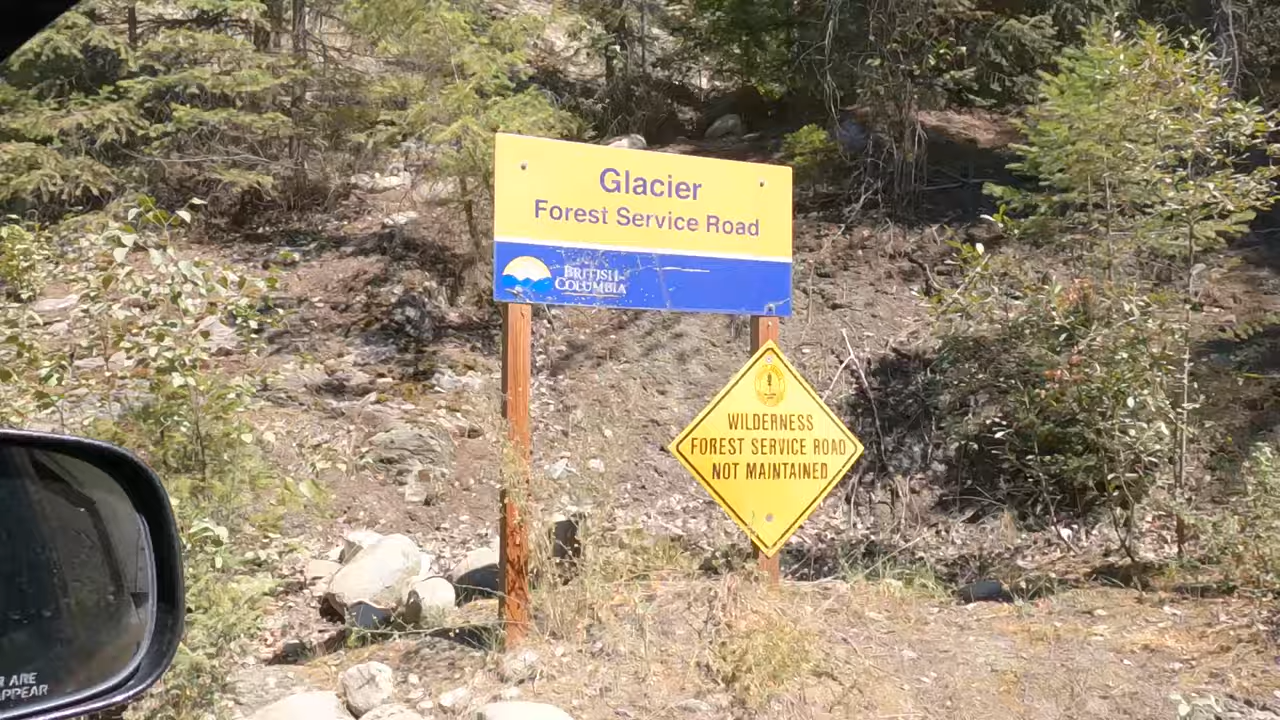 Glacier
Forest Service Road
BRITISH
COLUMBIA
WILDERNESS
FOREST SERVICE ROAD
NOT MAINTAINED
ARE
APPEAR